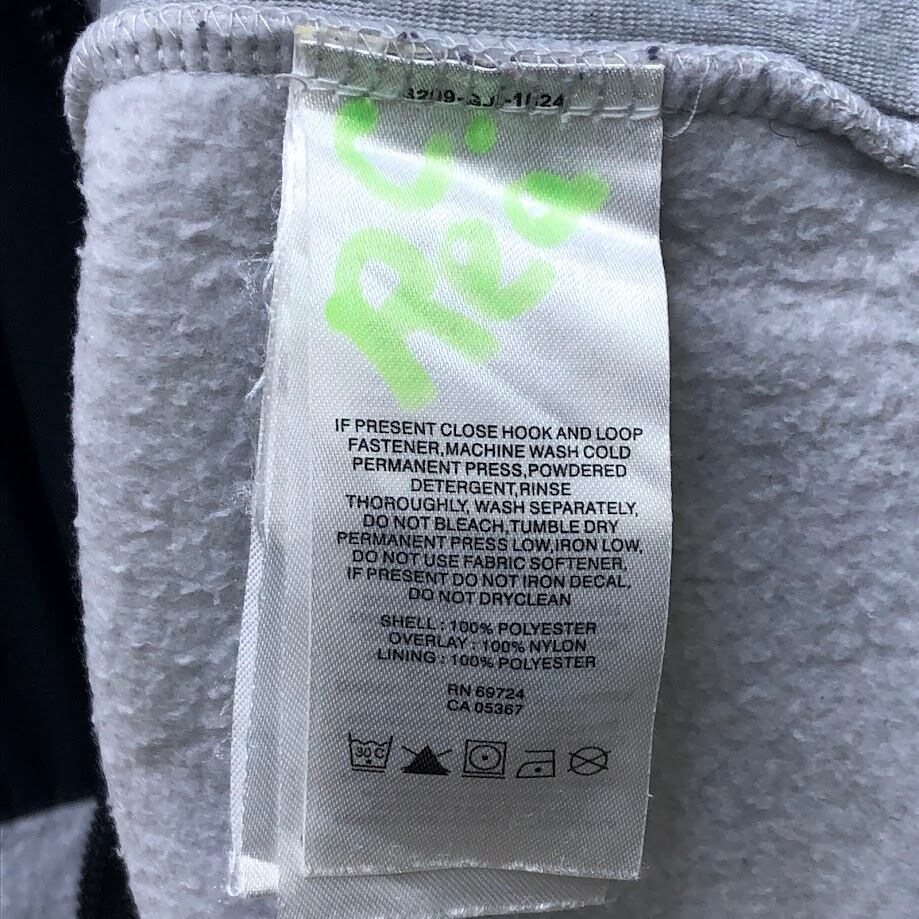 IF PRESENT CLOSE HOOK AND LOOP
FASTENER,MACHINE WASH COLD
PERMANENT PRESS,POWDERED
DETERGENT,RINSE
THOROUGHLY, WASH SEPARATELY,
DO NOT BLEACH,TUMBLE DRY
PERMANENT PRESS LOW,IRON LOW,
DO NOT USE FABRIC SOFTENER,
IF PRESENT DO NOT IRON DECAL,
DO NOT DRYCLEAN
SHELL : 100% POLYESTER
OVERLAY : 100% NYLON
LINING : 100% POLYESTER
RN 69724
CA 05367
30 C